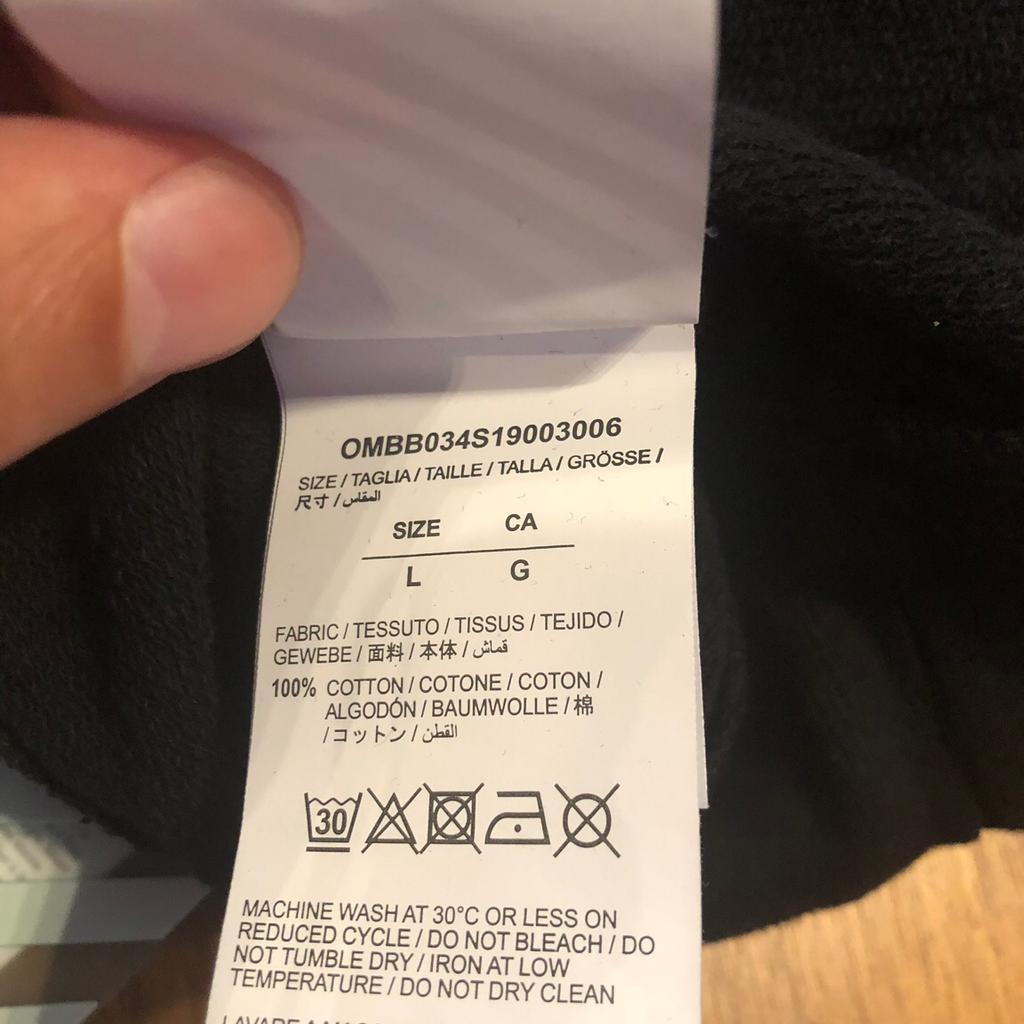 OMBB034S19003006
SIZE / TAGLIA / TAILLE / TALLA / GRÖSSE /
尺寸 / المقاس
SIZE CA
L G
FABRIC / TESSUTO / TISSUS / TEJIDO /
GEWEBE / 面料 / 本体 / قماش
100% COTTON / COTONE / COTON /
ALGODÓN / BAUMWOLLE / 棉
/ コットン / القطن
30
MACHINE WASH AT 30°C OR LESS ON
REDUCED CYCLE / DO NOT BLEACH / DO
NOT TUMBLE DRY / IRON AT LOW
TEMPERATURE / DO NOT DRY CLEAN